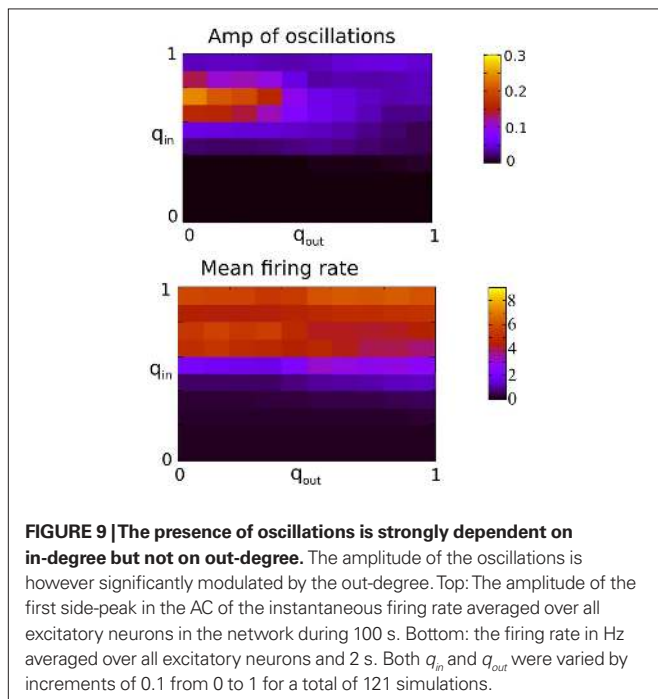 Amp of oscillations
1
0.3
0.1
0
q_in
0
0
q_out
1
Mean firing rate
1
8
6
4
2
0
q_in
0
0
q_out
1
FIGURE 9 | The presence of oscillations is strongly dependent on
in-degree but not on out-degree. The amplitude of the oscillations is
however significantly modulated by the out-degree. Top: The amplitude of the
first side-peak in the AC of the instantaneous firing rate averaged over all
excitatory neurons in the network during 100 s. Bottom: the firing rate in Hz
averaged over all excitatory neurons and 2 s. Both q_in and q_out were varied by
increments of 0.1 from 0 to 1 for a total of 121 simulations.